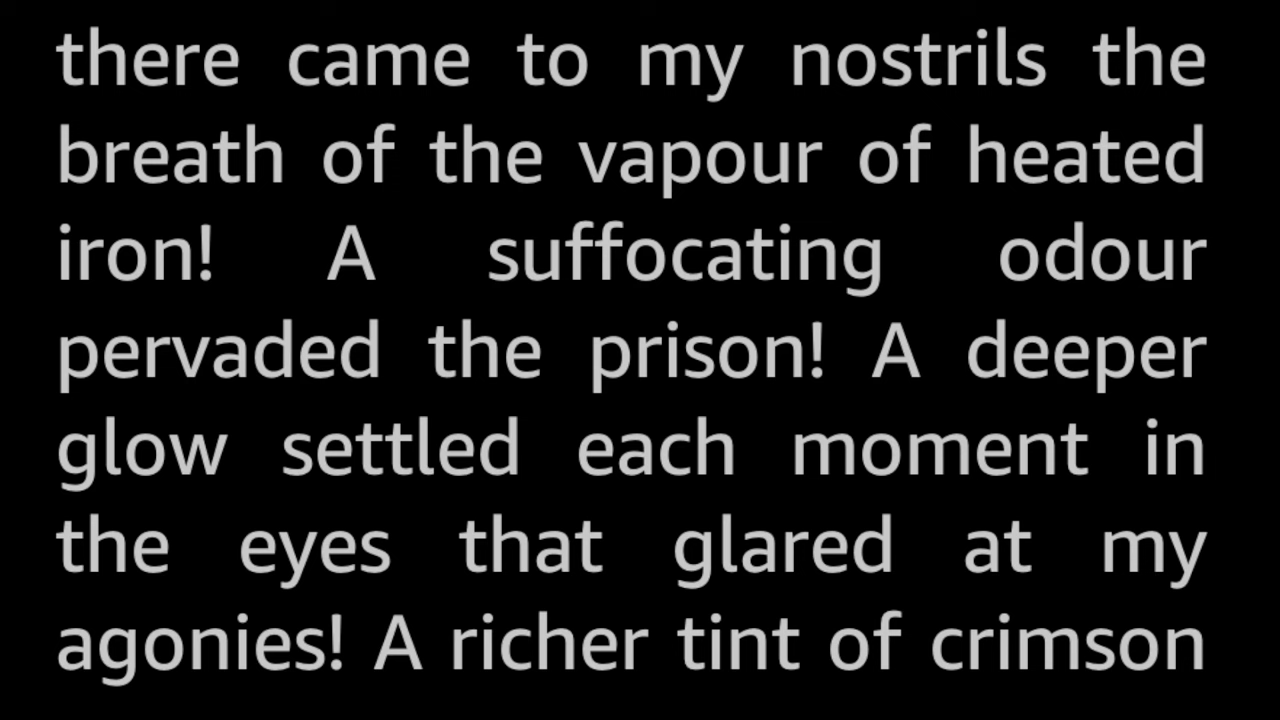 there came to my nostrils the
breath of the vapour of heated
iron! A suffocating odour
pervaded the prison! A deeper
glow settled each moment in
the eyes that glared at my
agonies! A richer tint of crimson